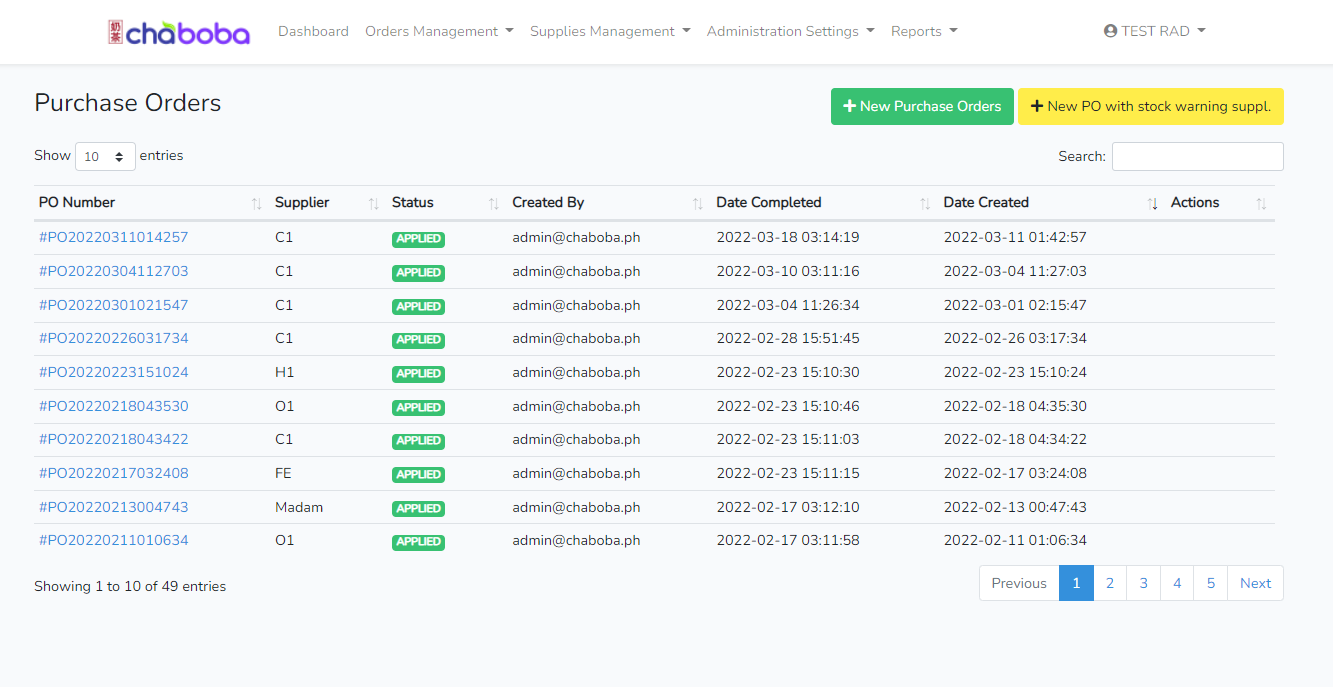 奶茶 chaboba Dashboard Orders Management Supplies Management Administration Settings Reports TEST RAD
Purchase Orders
New Purchase Orders New PO with stock warning suppl.
Show 10 entries Search:
PO Number Supplier Status Created By Date Completed Date Created Actions
#PO20220311014257 C1 APPLIED admin@chaboba.ph 2022-03-18 03:14:19 2022-03-11 01:42:57
#PO20220304112703 C1 APPLIED admin@chaboba.ph 2022-03-10 03:11:16 2022-03-04 11:27:03
#PO20220301021547 C1 APPLIED admin@chaboba.ph 2022-03-04 11:26:34 2022-03-01 02:15:47
#PO20220226031734 C1 APPLIED admin@chaboba.ph 2022-02-28 15:51:45 2022-02-26 03:17:34
#PO20220223151024 H1 APPLIED admin@chaboba.ph 2022-02-23 15:10:30 2022-02-23 15:10:24
#PO20220218043530 O1 APPLIED admin@chaboba.ph 2022-02-23 15:10:46 2022-02-18 04:35:30
#PO20220218043422 C1 APPLIED admin@chaboba.ph 2022-02-23 15:11:03 2022-02-18 04:34:22
#PO20220217032408 FE APPLIED admin@chaboba.ph 2022-02-23 15:11:15 2022-02-17 03:24:08
#PO20220213004743 Madam APPLIED admin@chaboba.ph 2022-02-17 03:12:10 2022-02-13 00:47:43
#PO20220211010634 O1 APPLIED admin@chaboba.ph 2022-02-17 03:11:58 2022-02-11 01:06:34
Showing 1 to 10 of 49 entries Previous 1 2 3 4 5 Next